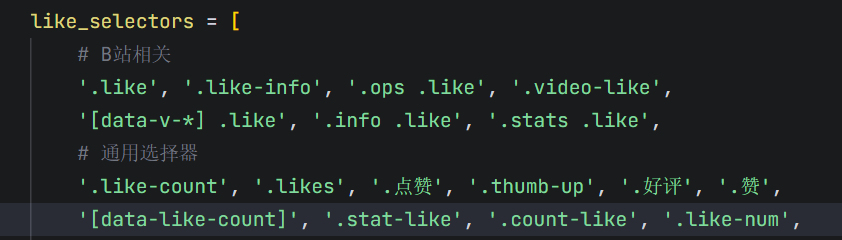 like_selectors = [
# B站相关
'.like', '.like-info', '.ops .like', '.video-like',
'[data-v-*] .like', '.info .like', '.stats .like',
# 通用选择器
'.like-count', '.likes', '.点赞', '.thumb-up', '.好评', '.赞',
'[data-like-count]', '.stat-like', '.count-like', '.like-num',